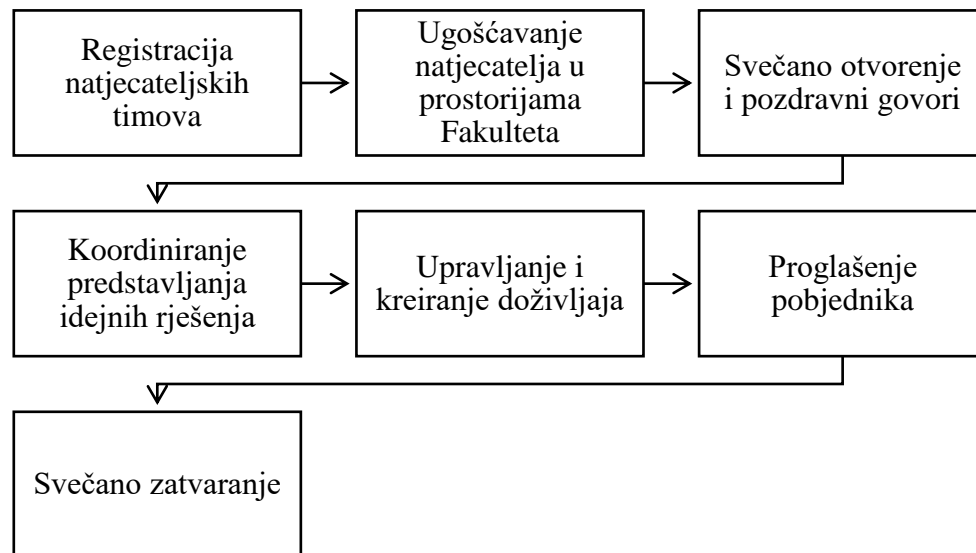 Registracija
natjecateljskih
timova
Ugošćavanje
natjecatelja u
prostorijama
Fakulteta
Svečano otvorenje
i pozdravni govori
Koordiniranje
predstavljanja
idejnih rješenja
Upravljanje i
kreiranje doživljaja
Proglašenje
pobjednika
Svečano zatvaranje